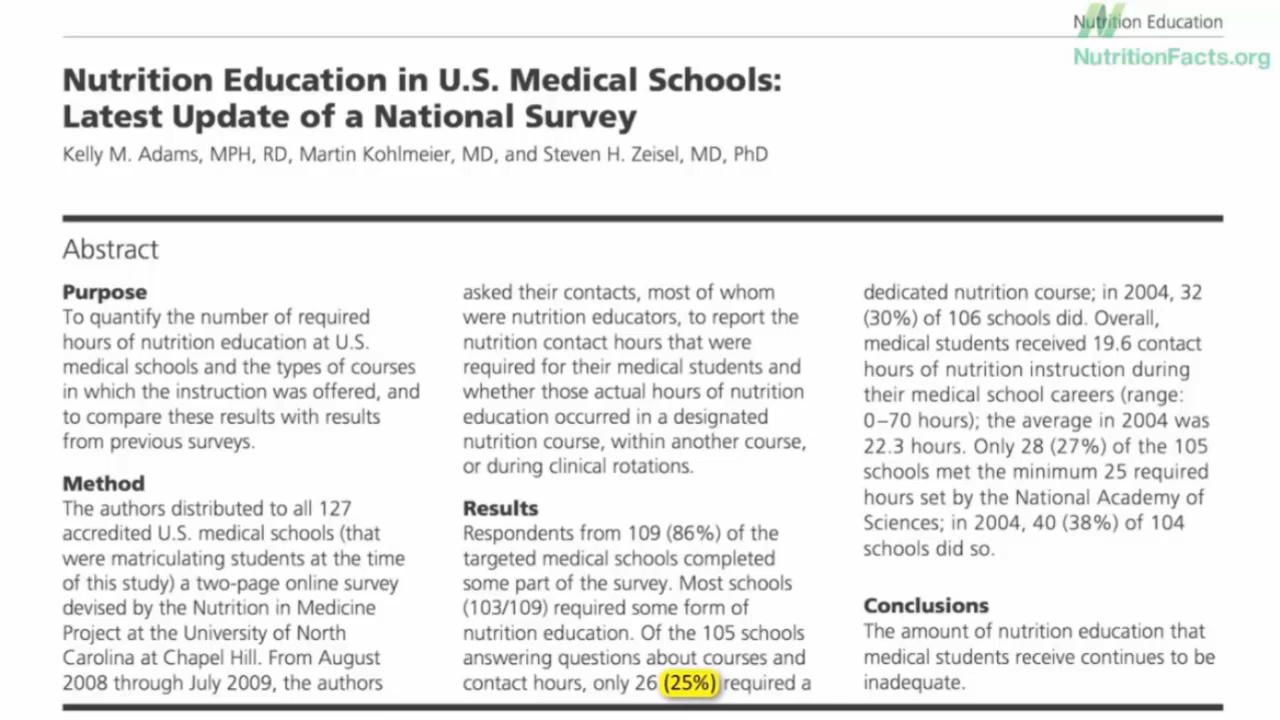 Nutrition Education
NutritionFacts.org
Nutrition Education in U.S. Medical Schools:
Latest Update of a National Survey
Kelly M. Adams, MPH, RD, Martin Kohlmeier, MD, and Steven H. Zeisel, MD, PhD
Abstract
Purpose
To quantify the number of required
hours of nutrition education at U.S.
medical schools and the types of courses
in which the instruction was offered, and
to compare these results with results
from previous surveys.
Method
The authors distributed to all 127
accredited U.S. medical schools (that
were matriculating students at the time
of this study) a two-page online survey
devised by the Nutrition in Medicine
Project at the University of North
Carolina at Chapel Hill. From August
2008 through July 2009, the authors
asked their contacts, most of whom
were nutrition educators, to report the
nutrition contact hours that were
required for their medical students and
whether those actual hours of nutrition
education occurred in a designated
nutrition course, within another course,
or during clinical rotations.
Results
Respondents from 109 (86%) of the
targeted medical schools completed
some part of the survey. Most schools
(103/109) required some form of
nutrition education. Of the 105 schools
answering questions about courses and
contact hours, only 26 (25%) required a
dedicated nutrition course; in 2004, 32
(30%) of 106 schools did. Overall,
medical students received 19.6 contact
hours of nutrition instruction during
their medical school careers (range:
0–70 hours); the average in 2004 was
22.3 hours. Only 28 (27%) of the 105
schools met the minimum 25 required
hours set by the National Academy of
Sciences; in 2004, 40 (38%) of 104
schools did so.
Conclusions
The amount of nutrition education that
medical students receive continues to be
inadequate.